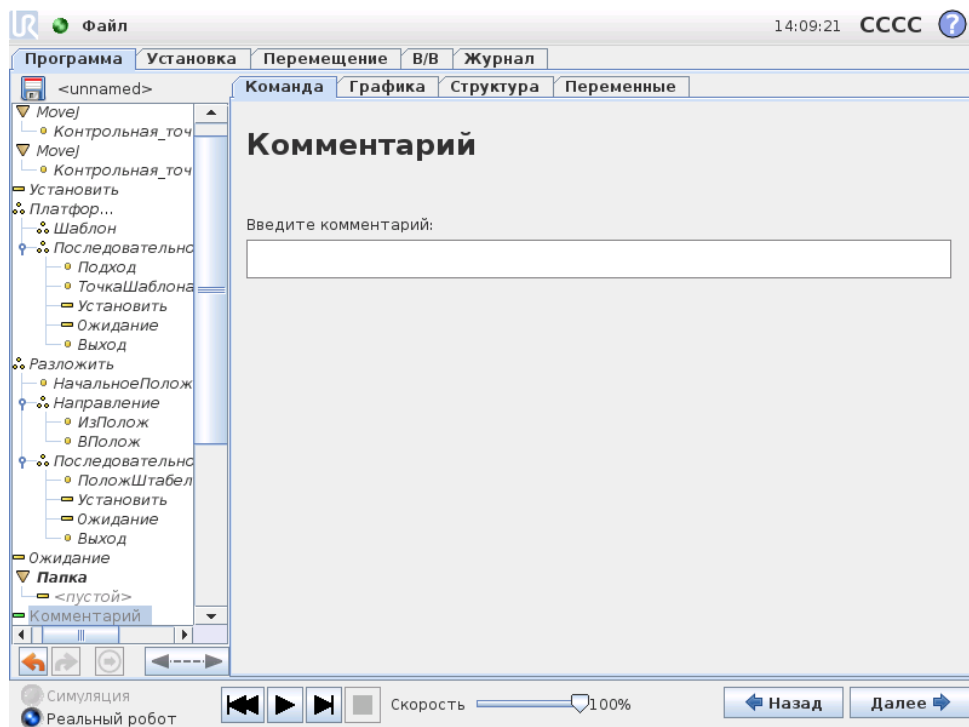 UR Файл 14:09:21 CCCC ?
Программа Установка Перемещение В/В Журнал
<unnamed>
Команда Графика Структура Переменные
MoveJ
Контрольная_точ
MoveJ
Контрольная_точ
Установить
Платфор...
Шаблон
Последовательно
Подход
ТочкаШаблона
Установить
Ожидание
Выход
Разложить
НачальноеПолож
Направление
ИзПолож
ВПолож
Последовательно
ПоложШтабел
Установить
Ожидание
Выход
Ожидание
Папка
<пустой>
Комментарий
Комментарий
Введите комментарий:
Симуляция
Реальный робот
Скорость 100%
Назад Далее